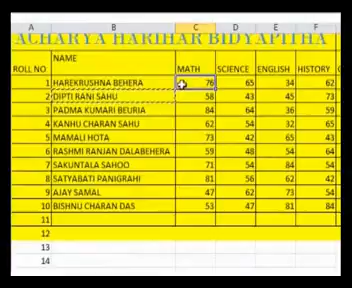 A B C D E F
ACHARYA HARIHAR BIDYAPITHA
ROLL NO NAME MATH SCIENCE ENGLISH HISTORY
1 HAREKRUSHNA BEHERA 76 65 34 62
2 DIPTI RANI SAHU 58 43 45 73
3 PADMA KUMARI BEURIA 84 64 36 59
4 KANHU CHARAN SAHU 62 54 32 65
5 MAMALI HOTA 73 42 65 43
6 RASHMI RANJAN DALABEHERA 59 48 54 64
7 SAKUNTALA SAHOO 71 54 84 54
8 SATYABATI PANIGRAHI 81 56 62 42
9 AJAY SAMAL 47 62 73 54
10 BISHNU CHARAN DAS 53 47 81 84
11
12
13
14